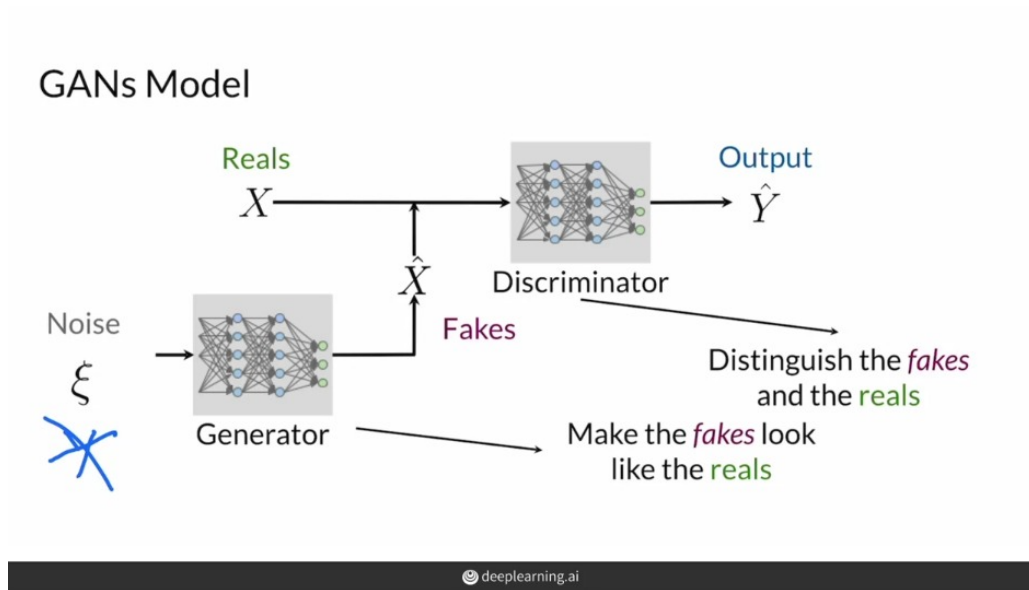 GANs Model
Reals
X
Output
Ŷ
X̂
Discriminator
Noise
ξ
Fakes
Generator
Distinguish the fakes
and the reals
Make the fakes look
like the reals
deeplearning.ai